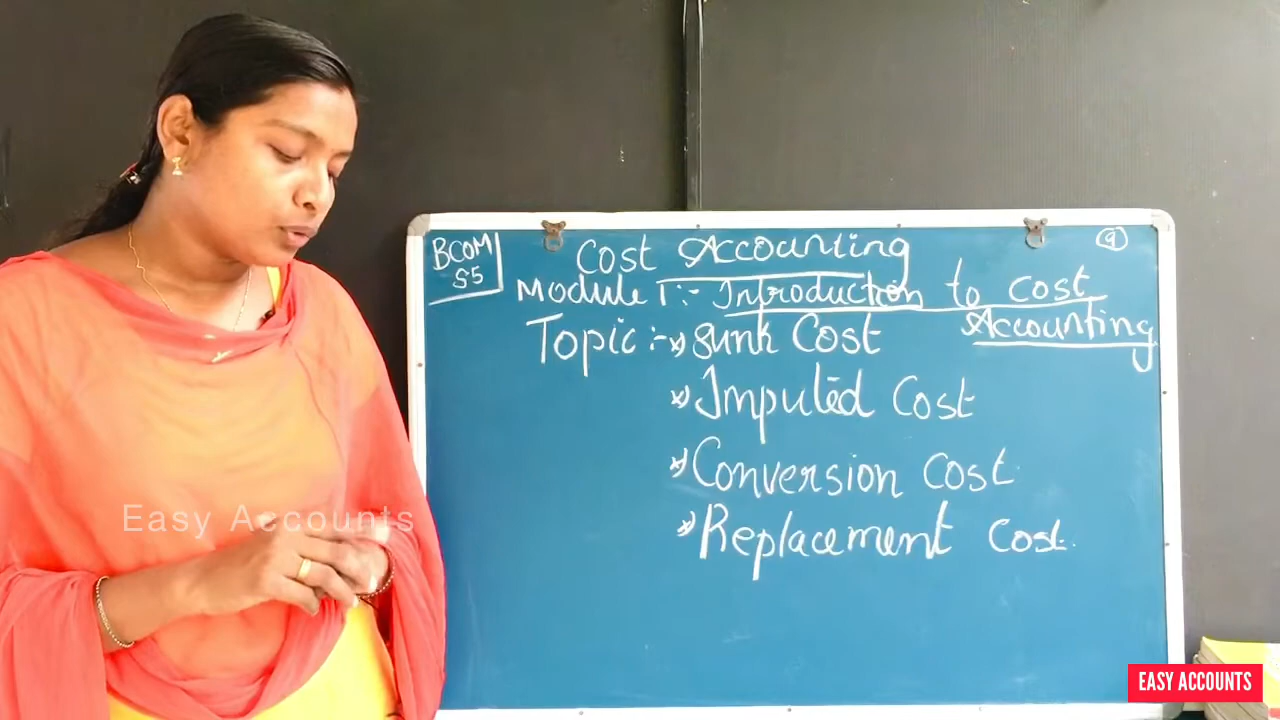 BCOM
S5
Cost Accounting
(9)
Module 1:- Introduction to Cost
Accounting
Topic:- *) Sunk Cost
*) Imputed Cost
*) Conversion Cost
*) Replacement Cost.
Easy Accounts
EASY ACCOUNTS